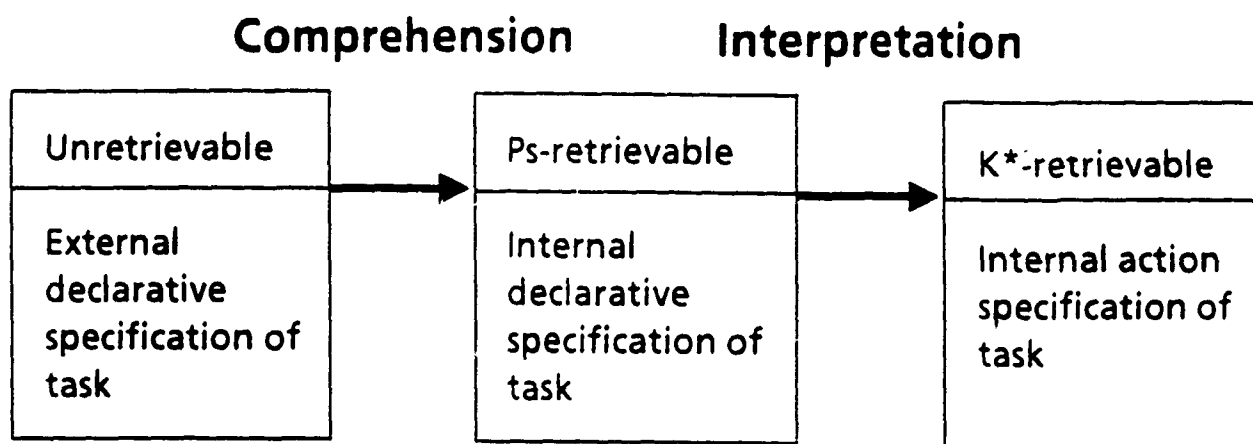 Comprehension
Interpretation
Unretrievable
External
declarative
specification of
task
Ps-retrievable
Internal
declarative
specification of
task
K*-retrievable
Internal action
specification of
task